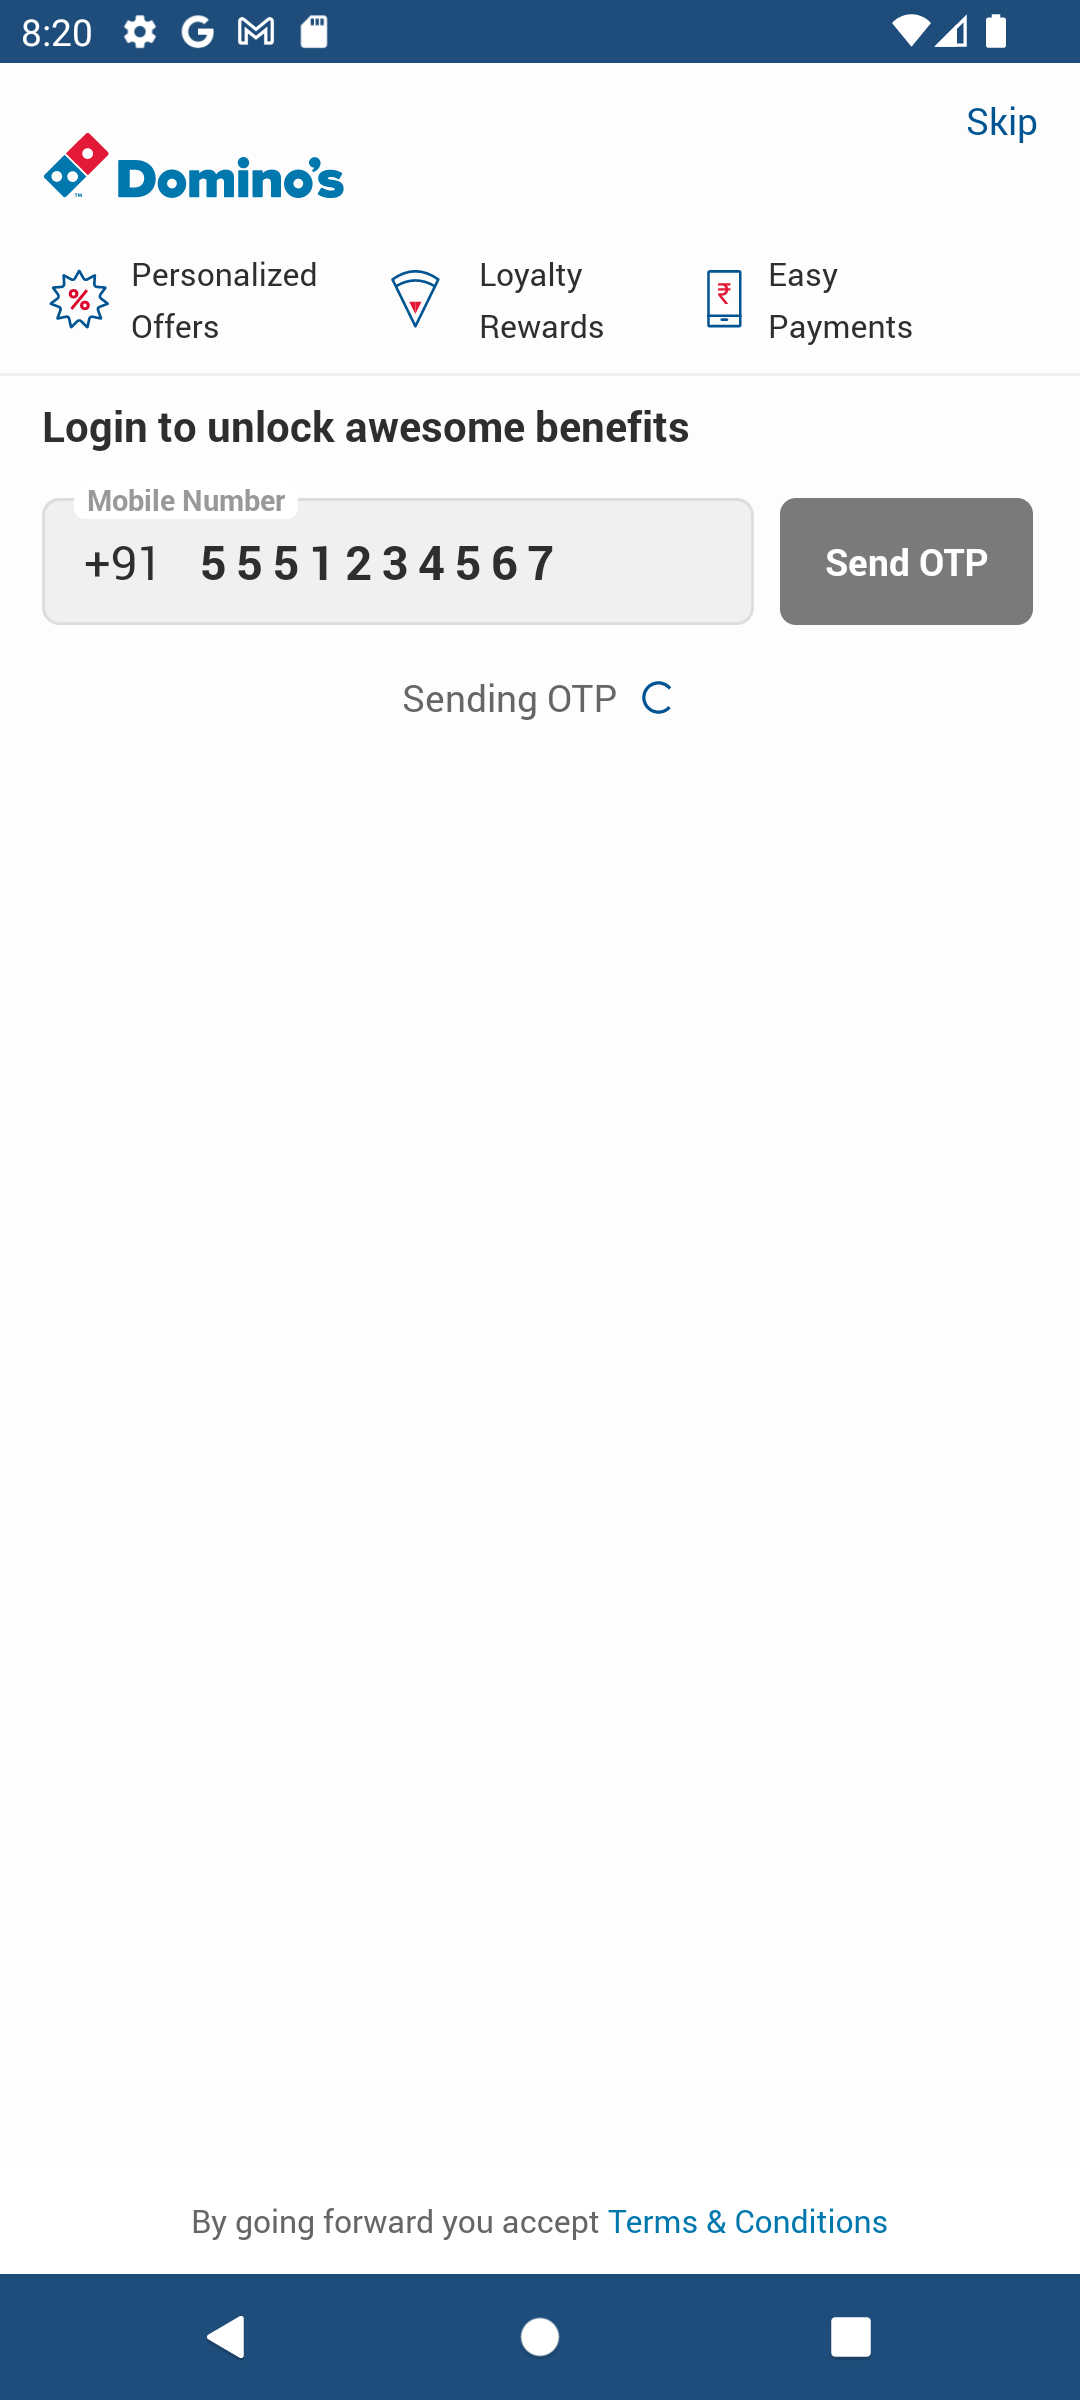 8:20
Skip
Domino's
Personalized
Offers
Loyalty
Rewards
Easy
Payments
Login to unlock awesome benefits
Mobile Number
+91 5551234567
Send OTP
Sending OTP
By going forward you accept Terms & Conditions